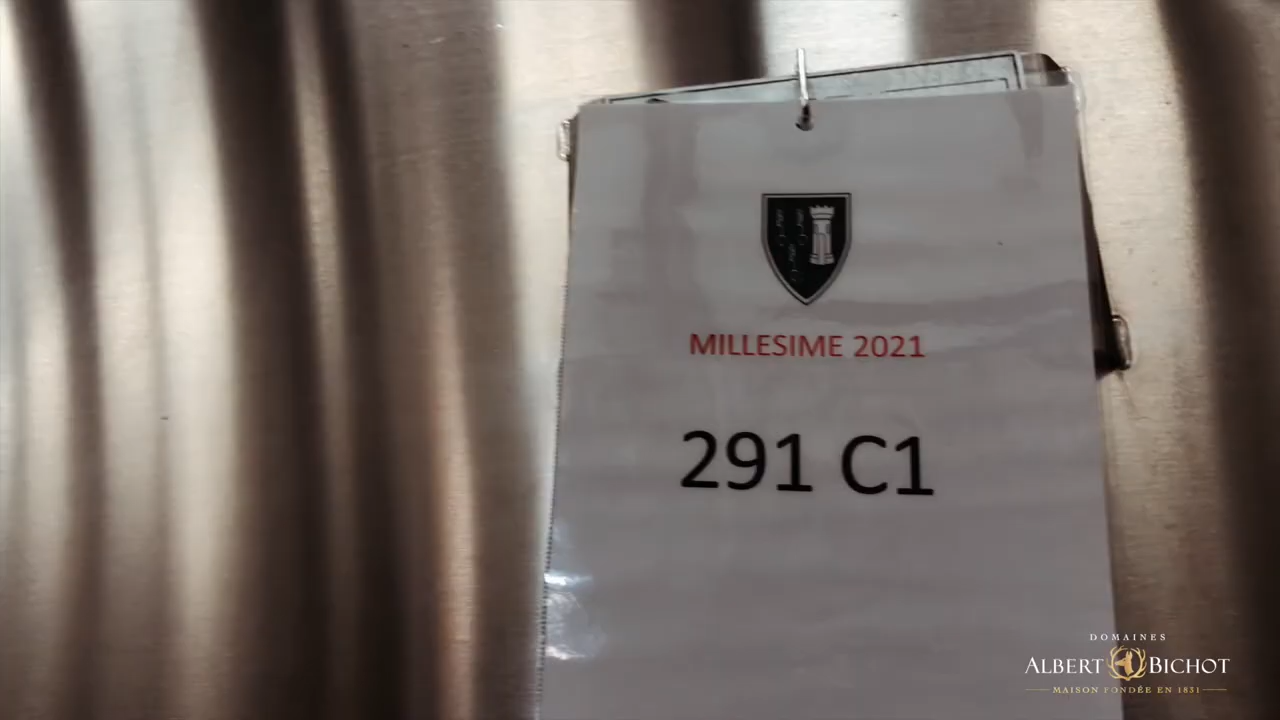 MILLESIME 2021
291 C1
DOMAINES
ALBERT BICHOT
MAISON FONDÉE EN 1831